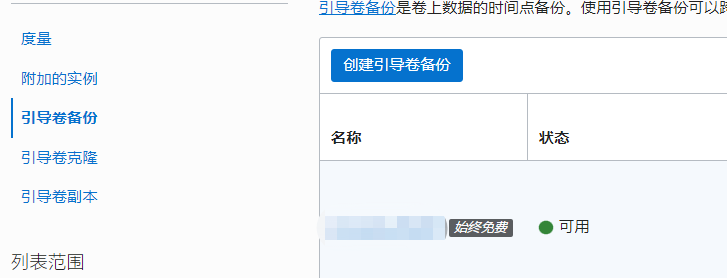 引导卷备份是卷上数据的时间点备份。使用引导卷备份可以
度量
附加的实例
引导卷备份
引导卷克隆
引导卷副本
列表范围
创建引导卷备份
名称
状态
始终免费
可用